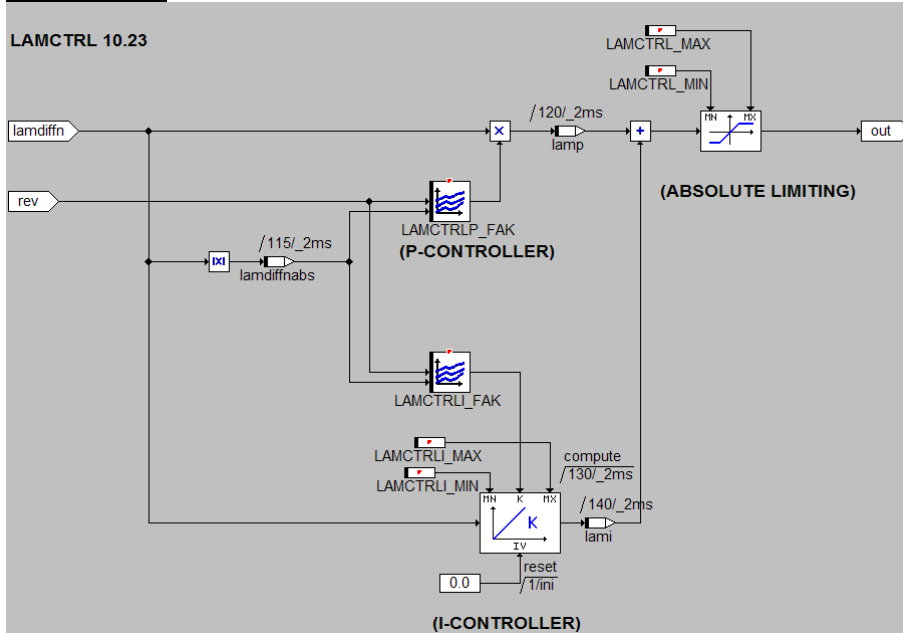 LAMCTRL 10.23
LAMCTRL_MAX
LAMCTRL_MIN
/120/_2ms
MN MX
lamdiffn
×
lamp
+
out
(ABSOLUTE LIMITING)
rev
LAMCTRLP_FAK
/115/_2ms
(P-CONTROLLER)
|X|
lamdiffnabs
LAMCTRLI_FAK
LAMCTRLI_MAX
compute
/130/_2ms
LAMCTRLI_MIN
MN K MX
/140/_2ms
K
lami
IV
reset
0.0
/1/ini
(I-CONTROLLER)